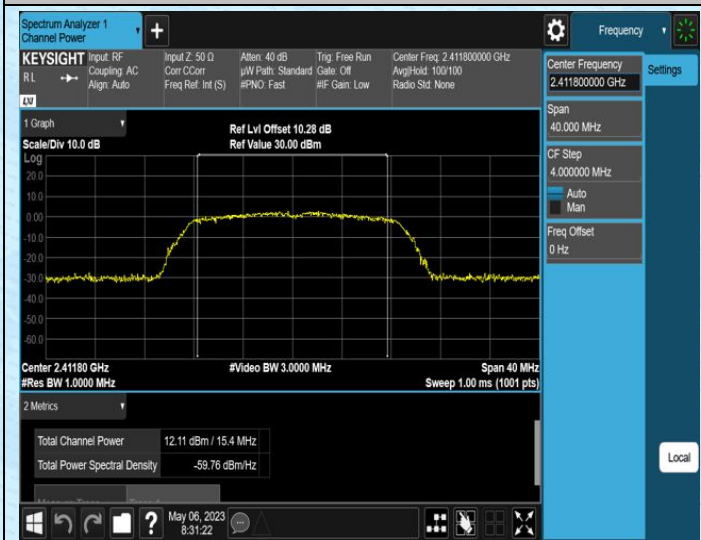 Spectrum Analyzer 1
Channel Power
+
Frequency
KEYSIGHT
R L
LXI
Input: RF
Coupling: AC
Align: Auto
Input Z: 50 Ω
Corr CCorr
Freq Ref: Int (S)
Atten: 40 dB
µW Path: Standard
#PNO: Fast
Trig: Free Run
Gate: Off
#IF Gain: Low
Center Freq: 2.411800000 GHz
Avg|Hold: 100/100
Radio Std: None
Center Frequency
2.411800000 GHz
Settings
Span
40.000 MHz
CF Step
4.000000 MHz
Auto
Man
Freq Offset
0 Hz
1 Graph
Scale/Div 10.0 dB
Ref Lvl Offset 10.28 dB
Ref Value 30.00 dBm
Log
20.0
10.0
0.00
-10.0
-20.0
-30.0
-40.0
-50.0
-60.0
Center 2.41180 GHz
#Video BW 3.0000 MHz
Span 40 MHz
#Res BW 1.0000 MHz
Sweep 1.00 ms (1001 pts)
2 Metrics
Total Channel Power 12.11 dBm / 15.4 MHz
Total Power Spectral Density -59.76 dBm/Hz
Local
?
May 06, 2023
8:31:22